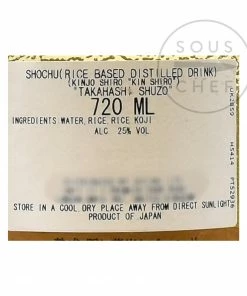 SOUS
CHEF
SHOCHU(RICE BASED DISTILLED DRINK)
(KINJO SHIRO "KIN SHIRO")
"TAKAHASHI SHUZO"
720 ML
INGREDIENTS:WATER,RICE,RICE KOJI
ALC 25% VOL
STORE IN A COOL,DRY PLACE AWAY FROM DIRECT SUNLIGHT
PRODUCT OF JAPAN
H5414